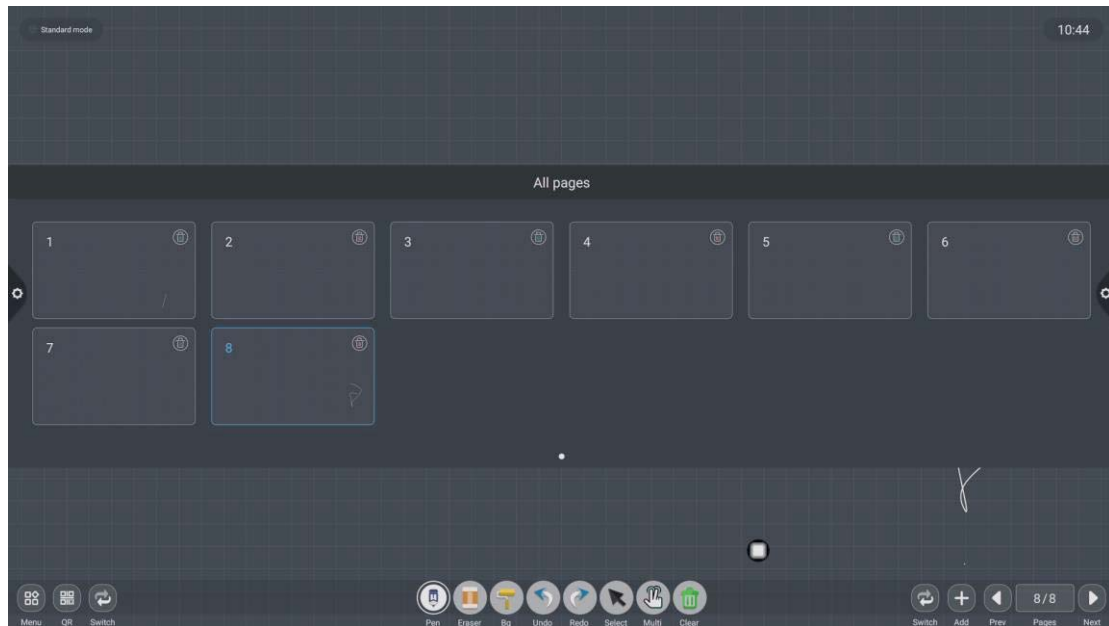 Standard mode 10:44
All pages
1 2 3 4 5 6
7 8
8/8
Menu QR Switch Pen Eraser Bg Undo Redo Select Multi Clear Switch Add Prev Pages Next